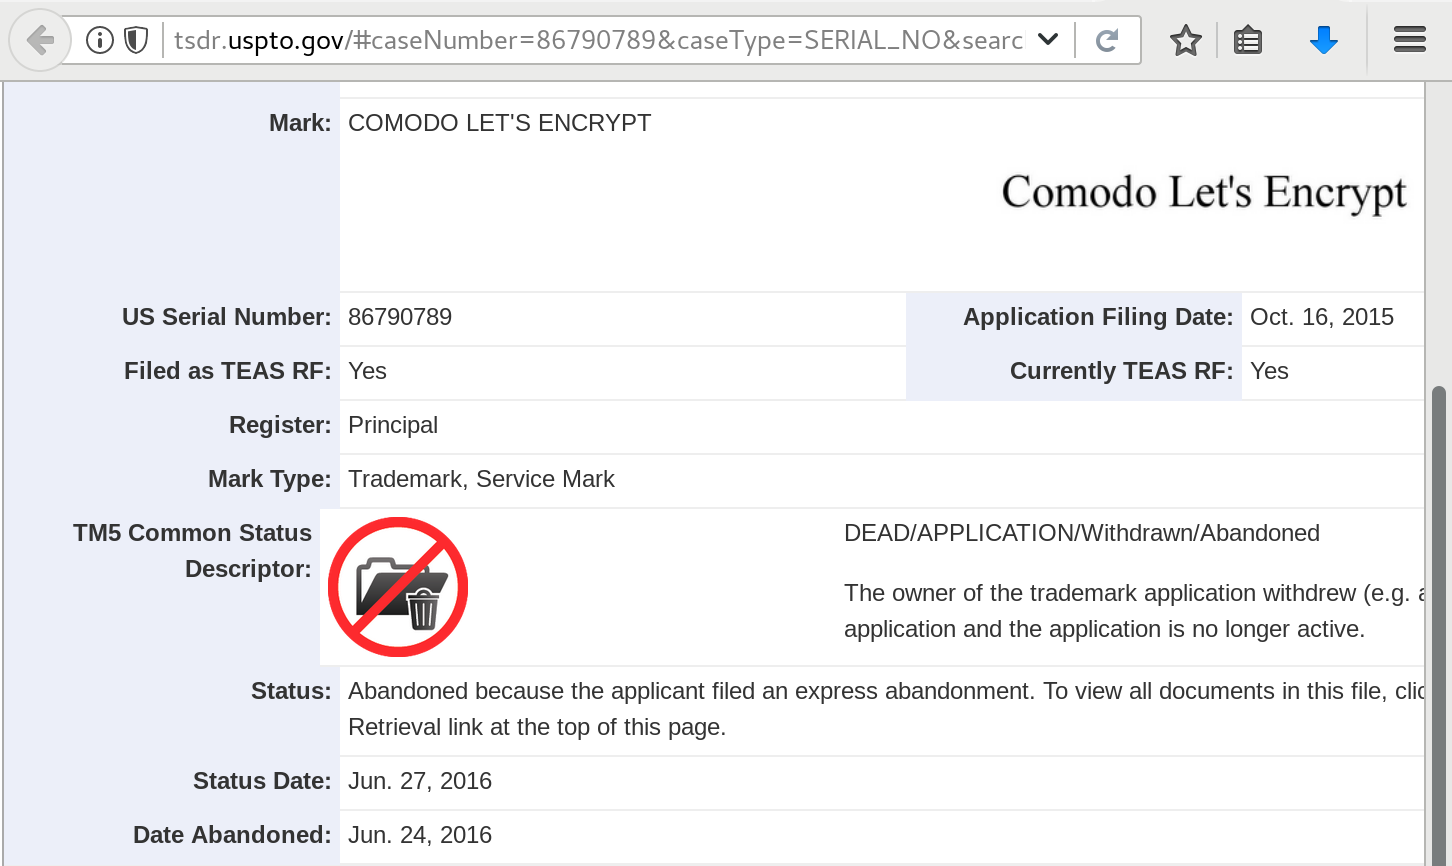 tsdr.uspto.gov/#caseNumber=86790789&caseType=SERIAL_NO&searc
Mark: COMODO LET'S ENCRYPT
Comodo Let's Encrypt
US Serial Number: 86790789 Application Filing Date: Oct. 16, 2015
Filed as TEAS RF: Yes Currently TEAS RF: Yes
Register: Principal
Mark Type: Trademark, Service Mark
TM5 Common Status DEAD/APPLICATION/Withdrawn/Abandoned
Descriptor:
The owner of the trademark application withdrew (e.g.
application and the application is no longer active.
Status: Abandoned because the applicant filed an express abandonment. To view all documents in this file,
Retrieval link at the top of this page.
Status Date: Jun. 27, 2016
Date Abandoned: Jun. 24, 2016